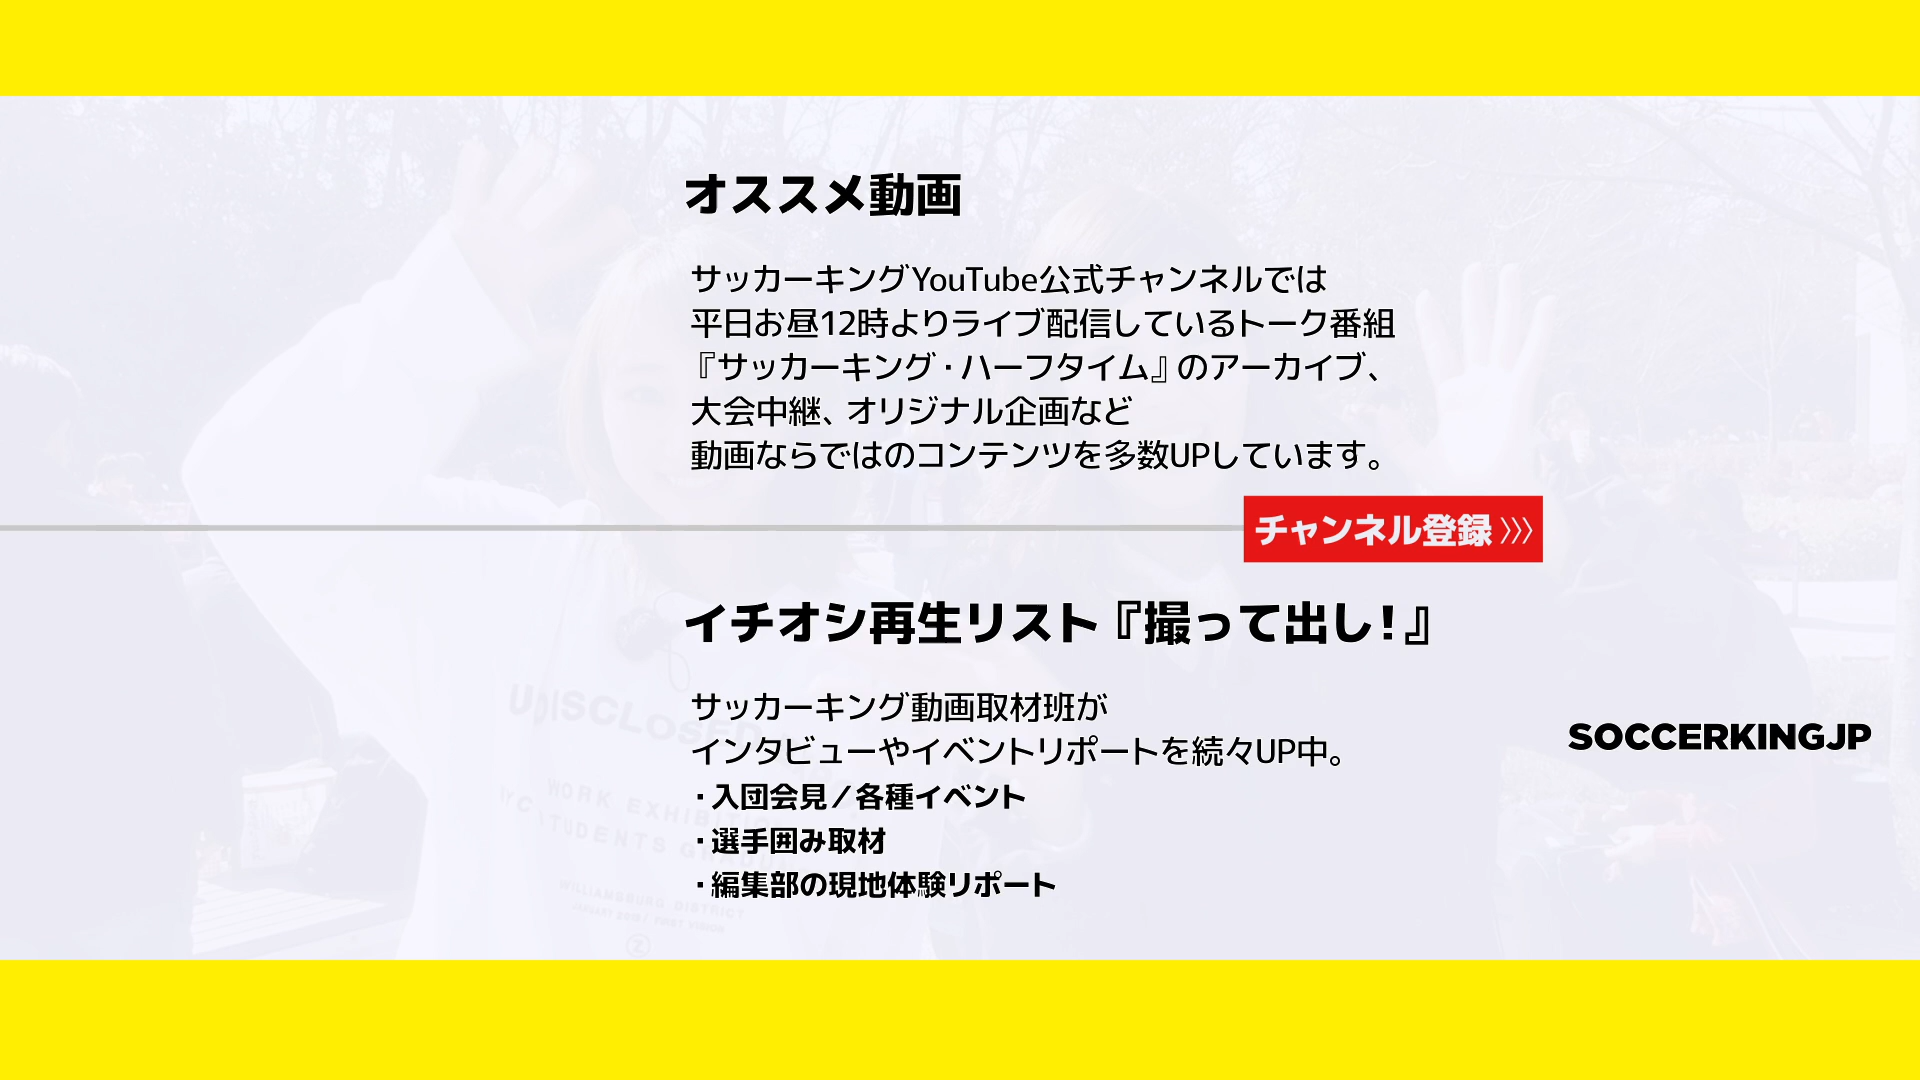 オススメ動画
サッカーキングYouTube公式チャンネルでは
平日お昼12時よりライブ配信しているトーク番組
『サッカーキング・ハーフタイム』のアーカイブ、
大会中継、オリジナル企画など
動画ならではのコンテンツを多数UPしています。
チャンネル登録 》》
イチオシ再生リスト『撮って出し!』
サッカーキング動画取材班が
インタビューやイベントリポートを続々UP中。
・入団会見／各種イベント
・選手囲み取材
・編集部の現地体験リポート
SOCCERKINGJP
WORK EXHIBITION
WILLIAMSBURG DISTRICT